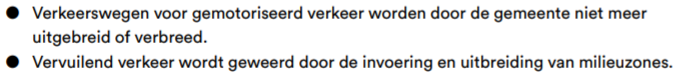 ● Verkeerswegen voor gemotoriseerd verkeer worden door de gemeente niet meer
uitgebreid of verbreed.
● Vervuilend verkeer wordt geweerd door de invoering en uitbreiding van milieuzones.